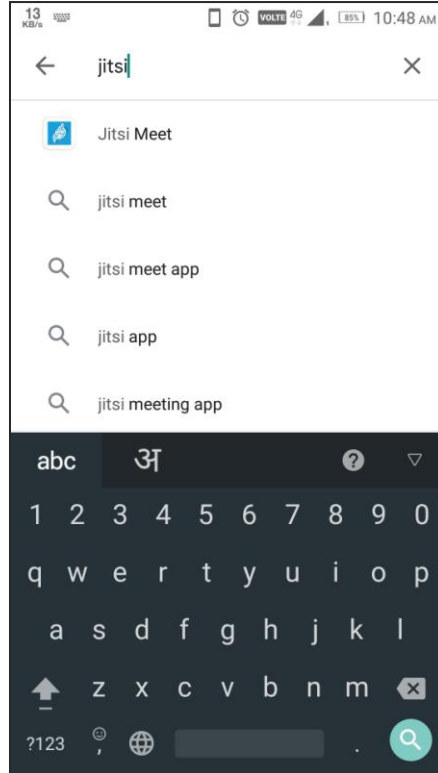 13 KB/s VOLTE 4G 85% 10:48 AM
jitsi
Jitsi Meet
jitsi meet
jitsi meet app
jitsi app
jitsi meeting app
abc अ ?
1 2 3 4 5 6 7 8 9 0
q w e r t y u i o p
a s d f g h j k l
z x c v b n m
?123 , .